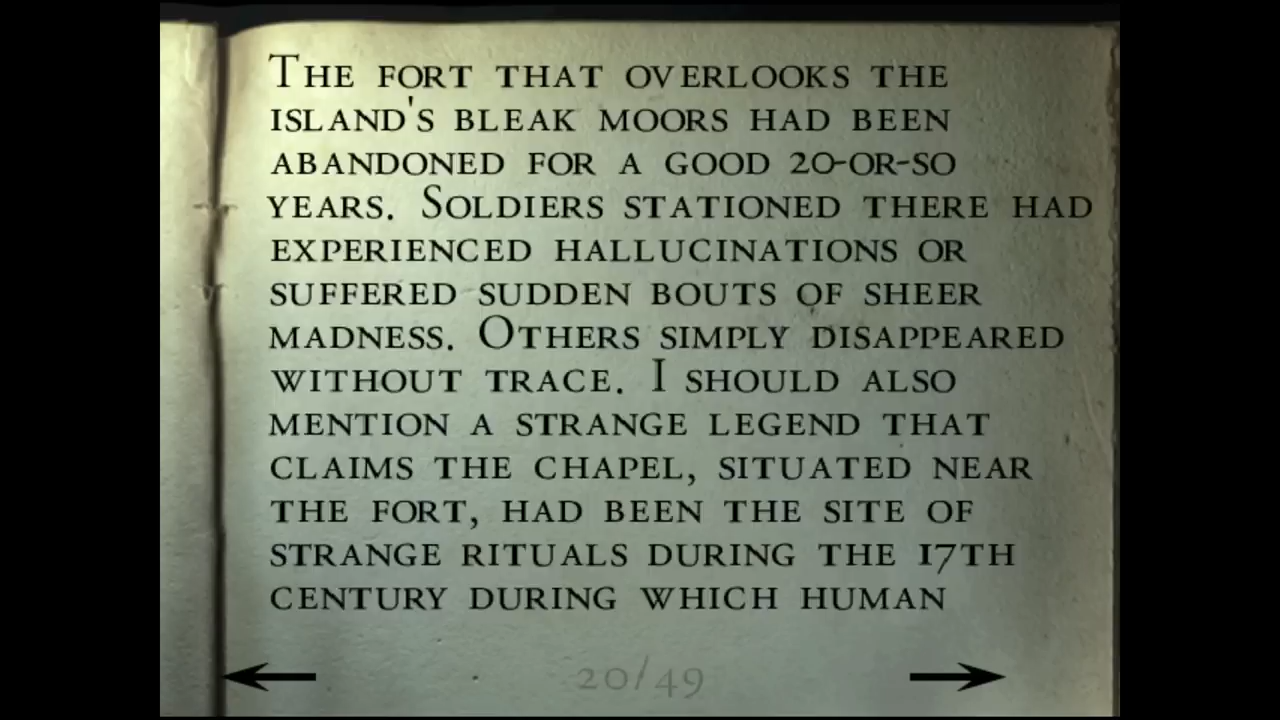 The fort that overlooks the
island's bleak moors had been
abandoned for a good 20-or-so
years. Soldiers stationed there had
experienced hallucinations or
suffered sudden bouts of sheer
madness. Others simply disappeared
without trace. I should also
mention a strange legend that
claims the chapel, situated near
the fort, had been the site of
strange rituals during the 17th
century during which human
20/49